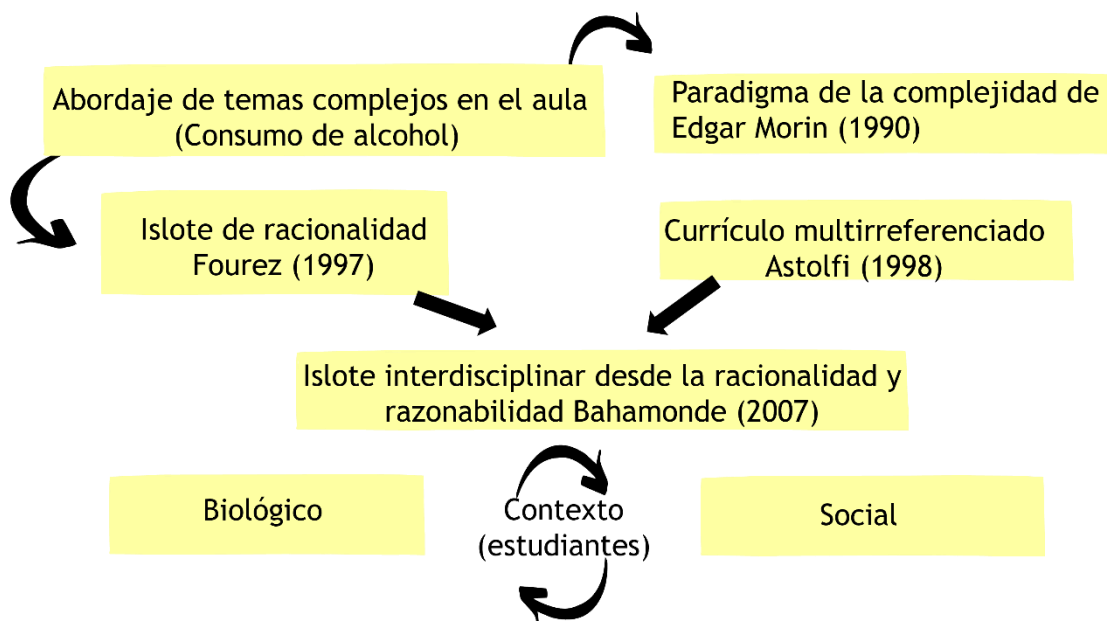 Abordaje de temas complejos en el aula
(Consumo de alcohol)
Paradigma de la complejidad de
Edgar Morin (1990)
Islote de racionalidad
Fourez (1997)
Currículo multirreferenciado
Astolfi (1998)
Islote interdisciplinar desde la racionalidad y
razonabilidad Bahamonde (2007)
Biológico
Contexto
(estudiantes)
Social